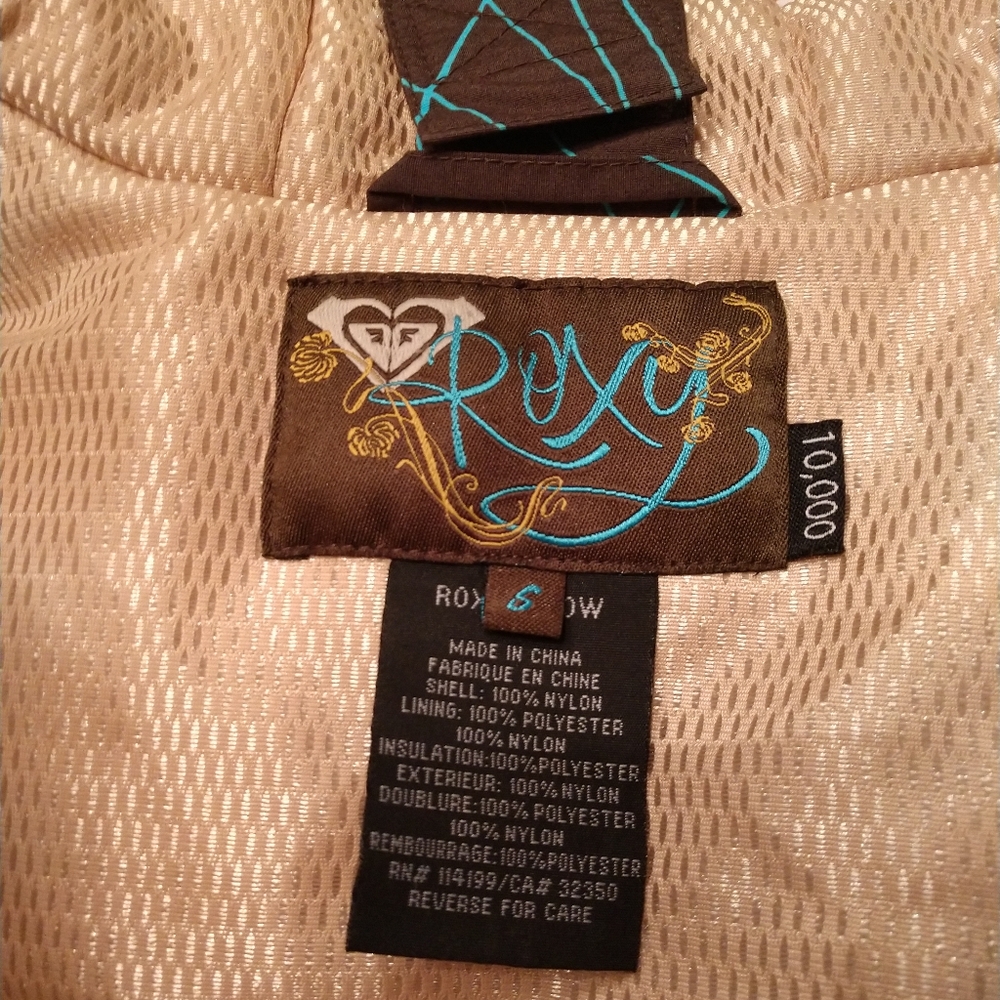 Roxy
10,000
S
MADE IN CHINA
FABRIQUE EN CHINE
SHELL: 100% NYLON
LINING: 100% POLYESTER
100% NYLON
INSULATION:100%POLYESTER
EXTERIEUR: 100% NYLON
DOUBLURE:100% POLYESTER
100% NYLON
REMBOURRAGE:100%POLYESTER
RN# 114199/CA# 32350
REVERSE FOR CARE